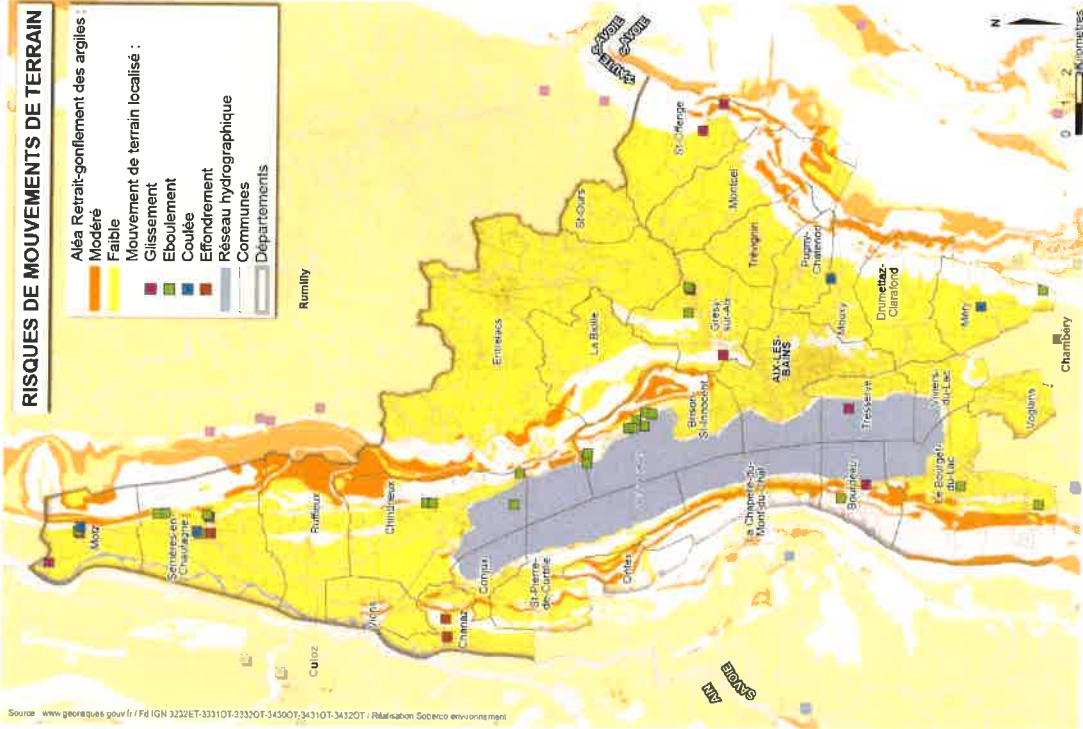 RISQUES DE MOUVEMENTS DE TERRAIN
Aléa Retrait-gonflement des argiles :
Modéré
Faible
Mouvement de terrain localisé :
Glissement
Eboulement
Coulée
Effondrement
Réseau hydrographique
Communes
Départements
Rumilly
HAUTE-SAVOIE
SAVOIE
Motz
Serrières-en-
Chautagne
Ruffieux
Chindrieux
Vions
Culoz
Chanaz
Conjux
St-Pierre-
de-Curtille
Ontex
La Chapelle-du-
Mont-du-Chat
Bourdeau
Le Bourget-
du-Lac
Entrelacs
La Biolle
St-Ours
St-Offenge
Montcel
Trévignin
Grésy-
sur-Aix
Brison-
St-Innocent
AIX-LES-
BAINS
Pugny-
Chatenod
Mouxy
Drumettaz-
Clarafond
Méry
Tresserve
Viviers-
du-Lac
Voglans
Chambéry
AIN
SAVOIE
N
0 1 2
Kilomètres
Source : www.georisques.gouv.fr / Fd IGN 3232ET-3331OT-3332OT-3430OT-3431OT-3432OT / Réalisation Soberco environnement